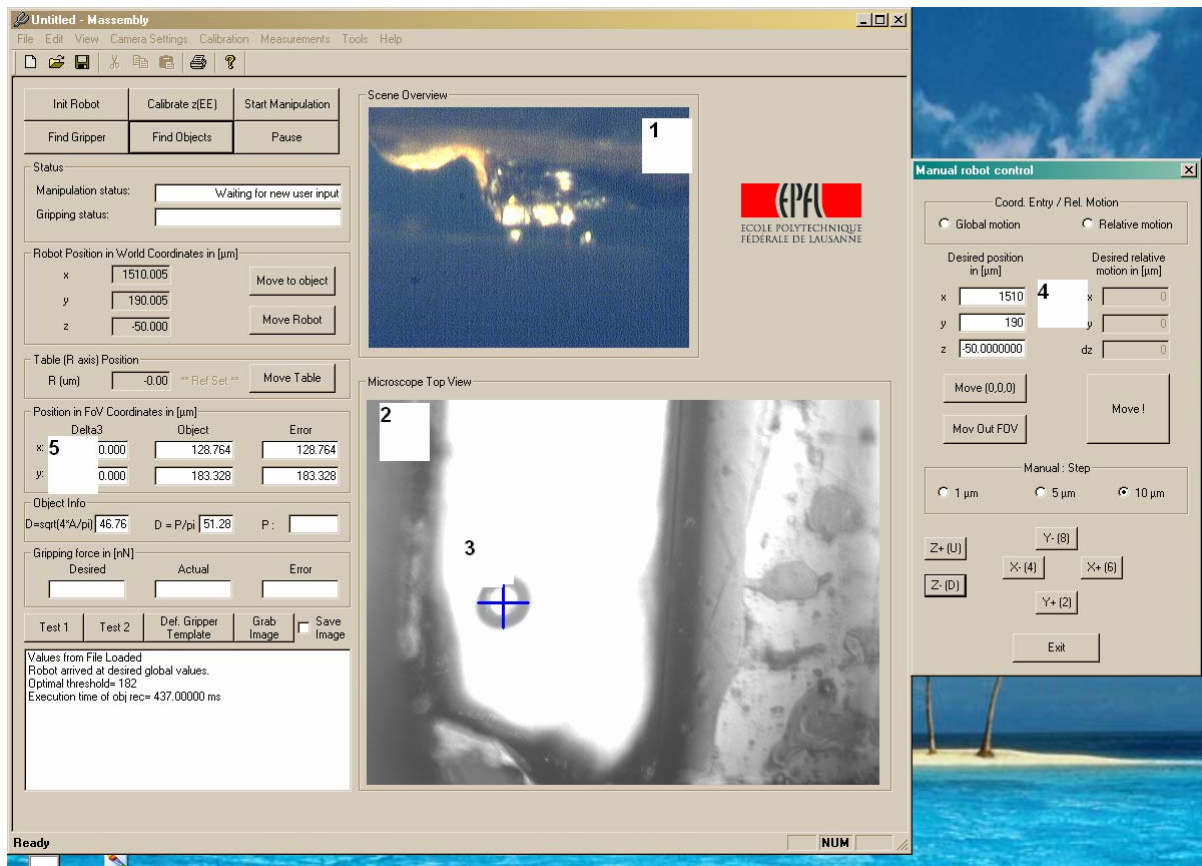 Untitled - Massembly
File Edit View Camera Settings Calibration Measurements Tools Help
Init Robot Calibrate z(EE) Start Manipulation
Find Gripper Find Objects Pause
Status
Manipulation status: Waiting for new user input
Gripping status:
Robot Position in World Coordinates in [µm]
x 1510.005
y 190.005
z -50.000
Move to object
Move Robot
Table (R axis) Position
R (um) -0.00 ** Ref Set ** Move Table
Position in FoV Coordinates in [µm]
Delta3 Object Error
x: 5 0.000 128.764 128.764
y: 0.000 183.328 183.328
Object Info
D=sqrt(4*A/pi) 46.76 D = P/pi 51.28 P :
Gripping force in [nN]
Desired Actual Error
Test 1 Test 2 Def. Gripper Template Grab Image Save Image
Values from File Loaded
Robot arrived at desired global values.
Optimal threshold= 182
Execution time of obj rec= 437.00000 ms
Ready NUM
Scene Overview
1
EPFL
ECOLE POLYTECHNIQUE
FÉDÉRALE DE LAUSANNE
Microscope Top View
2
3
Manual robot control
Coord. Entry / Rel. Motion
Global motion Relative motion
Desired position in [µm] Desired relative motion in [µm]
x 1510 4 x 0
y 190 y 0
z -50.0000000 dz 0
Move (0,0,0)
Mov Out FOV
Move !
Manual : Step
1 µm 5 µm 10 µm
Z+ (U) Y- (8)
X- (4) X+ (6)
Z- (D)
Y+ (2)
Exit